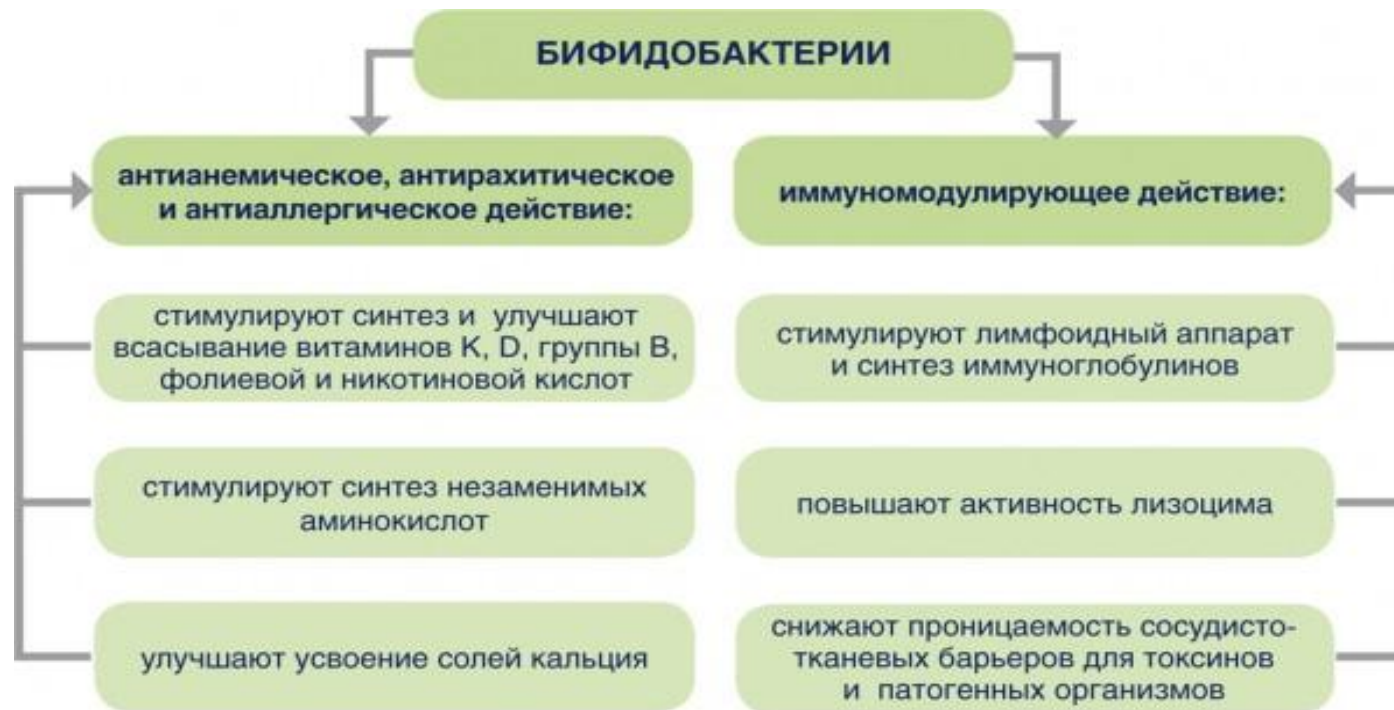 БИФИДОБАКТЕРИИ
антианемическое, антирахитическое
и антиаллергическое действие:
стимулируют синтез и улучшают
всасывание витаминов К, D, группы В,
фолиевой и никотиновой кислот
стимулируют синтез незаменимых
аминокислот
улучшают усвоение солей кальция
иммуномодулирующее действие:
стимулируют лимфоидный аппарат
и синтез иммуноглобулинов
повышают активность лизоцима
снижают проницаемость сосудисто-
тканевых барьеров для токсинов
и патогенных организмов